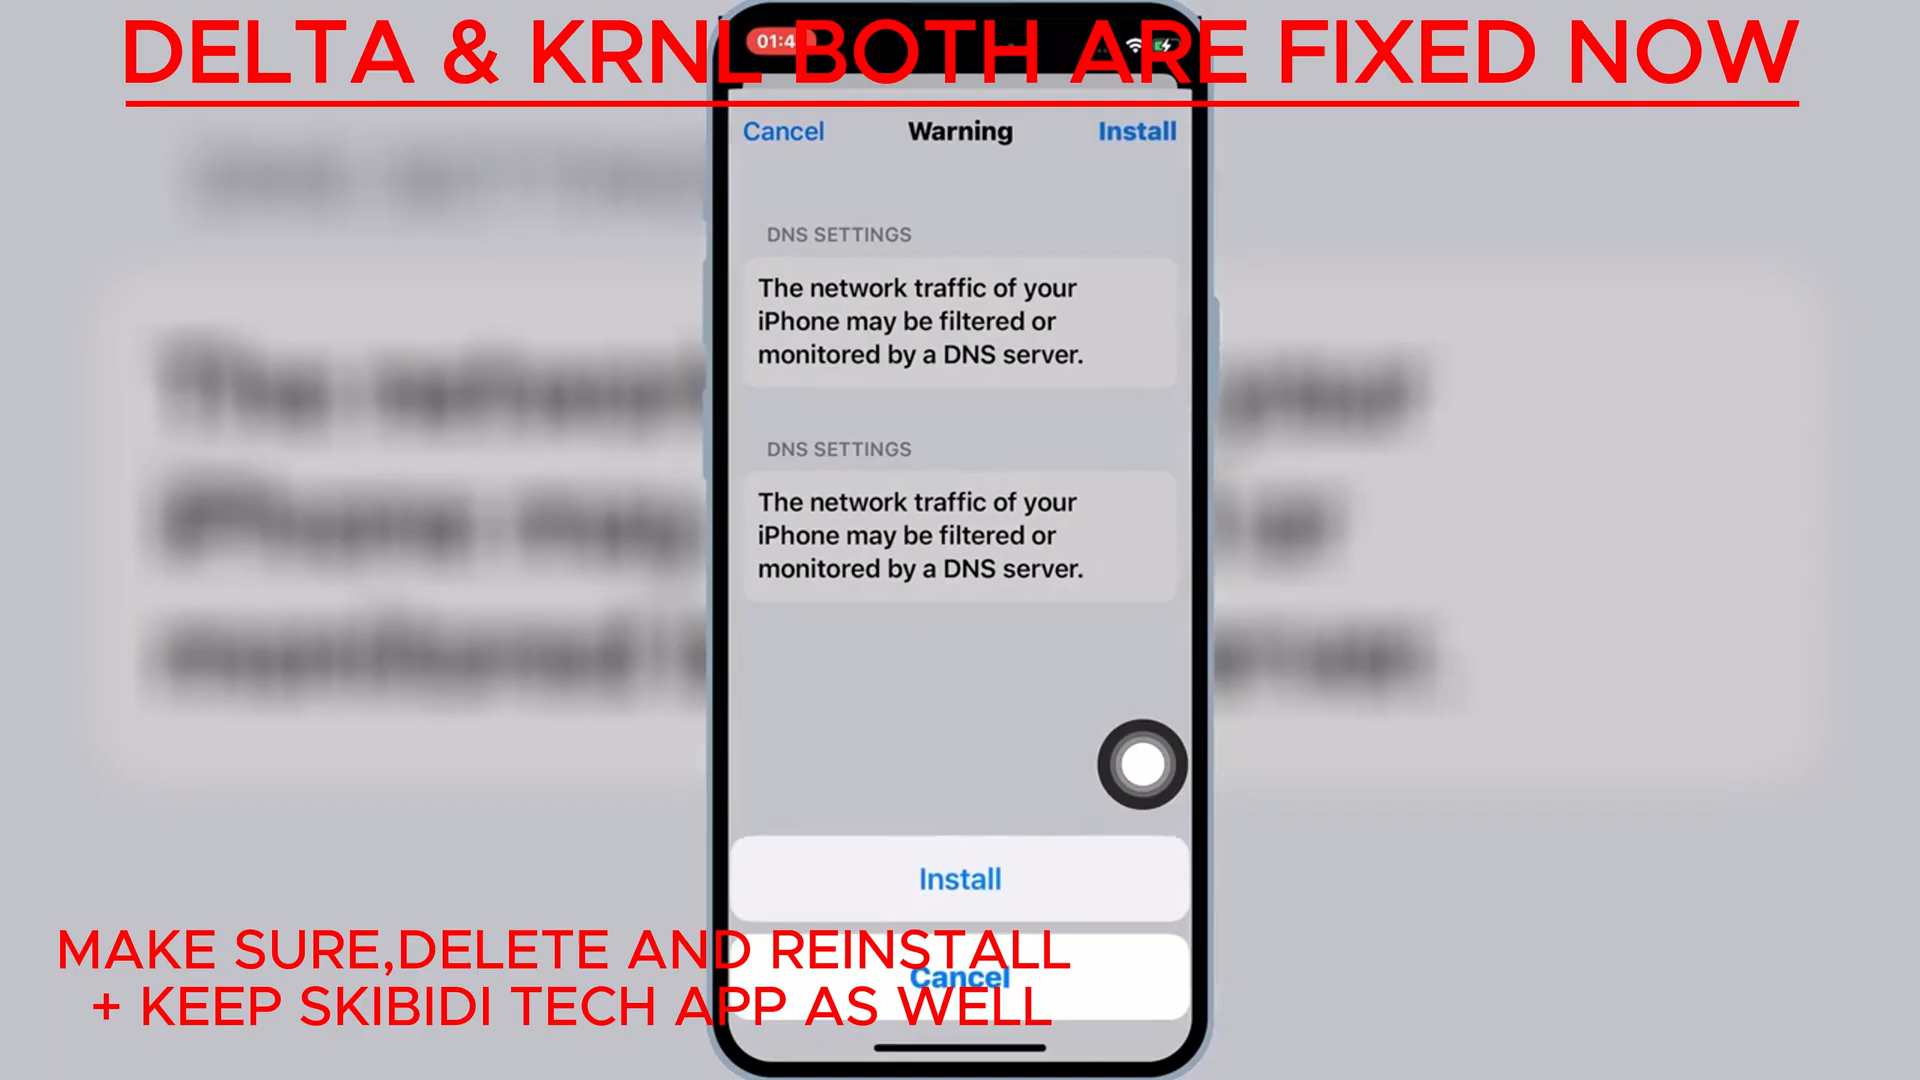 DELTA & KRNL BOTH ARE FIXED NOW
01:4
Cancel Warning Install
DNS SETTINGS
The network traffic of your
iPhone may be filtered or
monitored by a DNS server.
DNS SETTINGS
The network traffic of your
iPhone may be filtered or
monitored by a DNS server.
Install
MAKE SURE,DELETE AND REINSTALL
Cancel
+ KEEP SKIBIDI TECH APP AS WELL